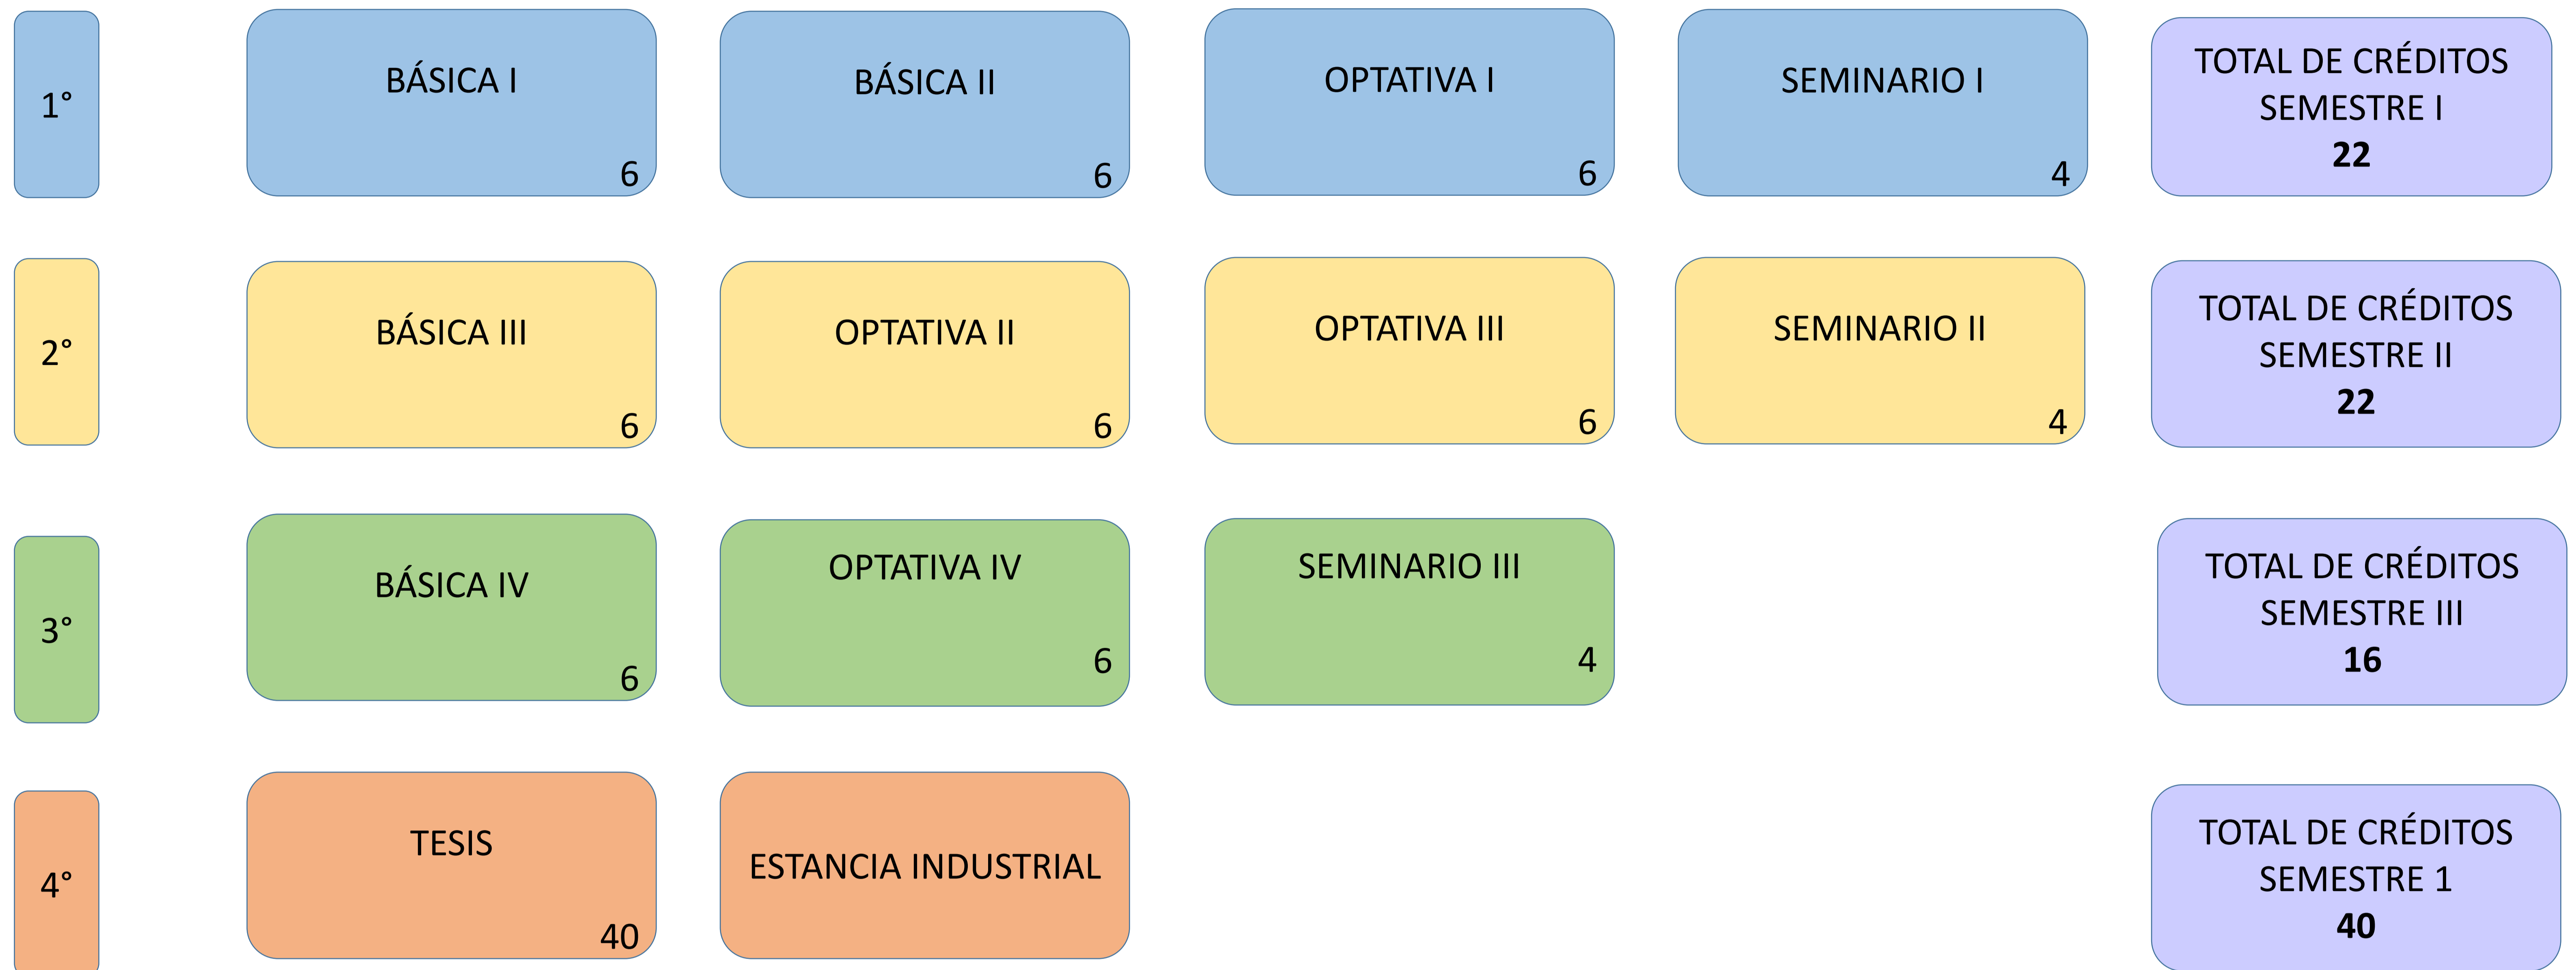 1°
BÁSICA I
6
BÁSICA II
6
OPTATIVA I
6
SEMINARIO I
4
TOTAL DE CRÉDITOS
SEMESTRE I
22
2°
BÁSICA III
6
OPTATIVA II
6
OPTATIVA III
6
SEMINARIO II
4
TOTAL DE CRÉDITOS
SEMESTRE II
22
3°
BÁSICA IV
6
OPTATIVA IV
6
SEMINARIO III
4
TOTAL DE CRÉDITOS
SEMESTRE III
16
4°
TESIS
40
ESTANCIA INDUSTRIAL
TOTAL DE CRÉDITOS
SEMESTRE 1
40